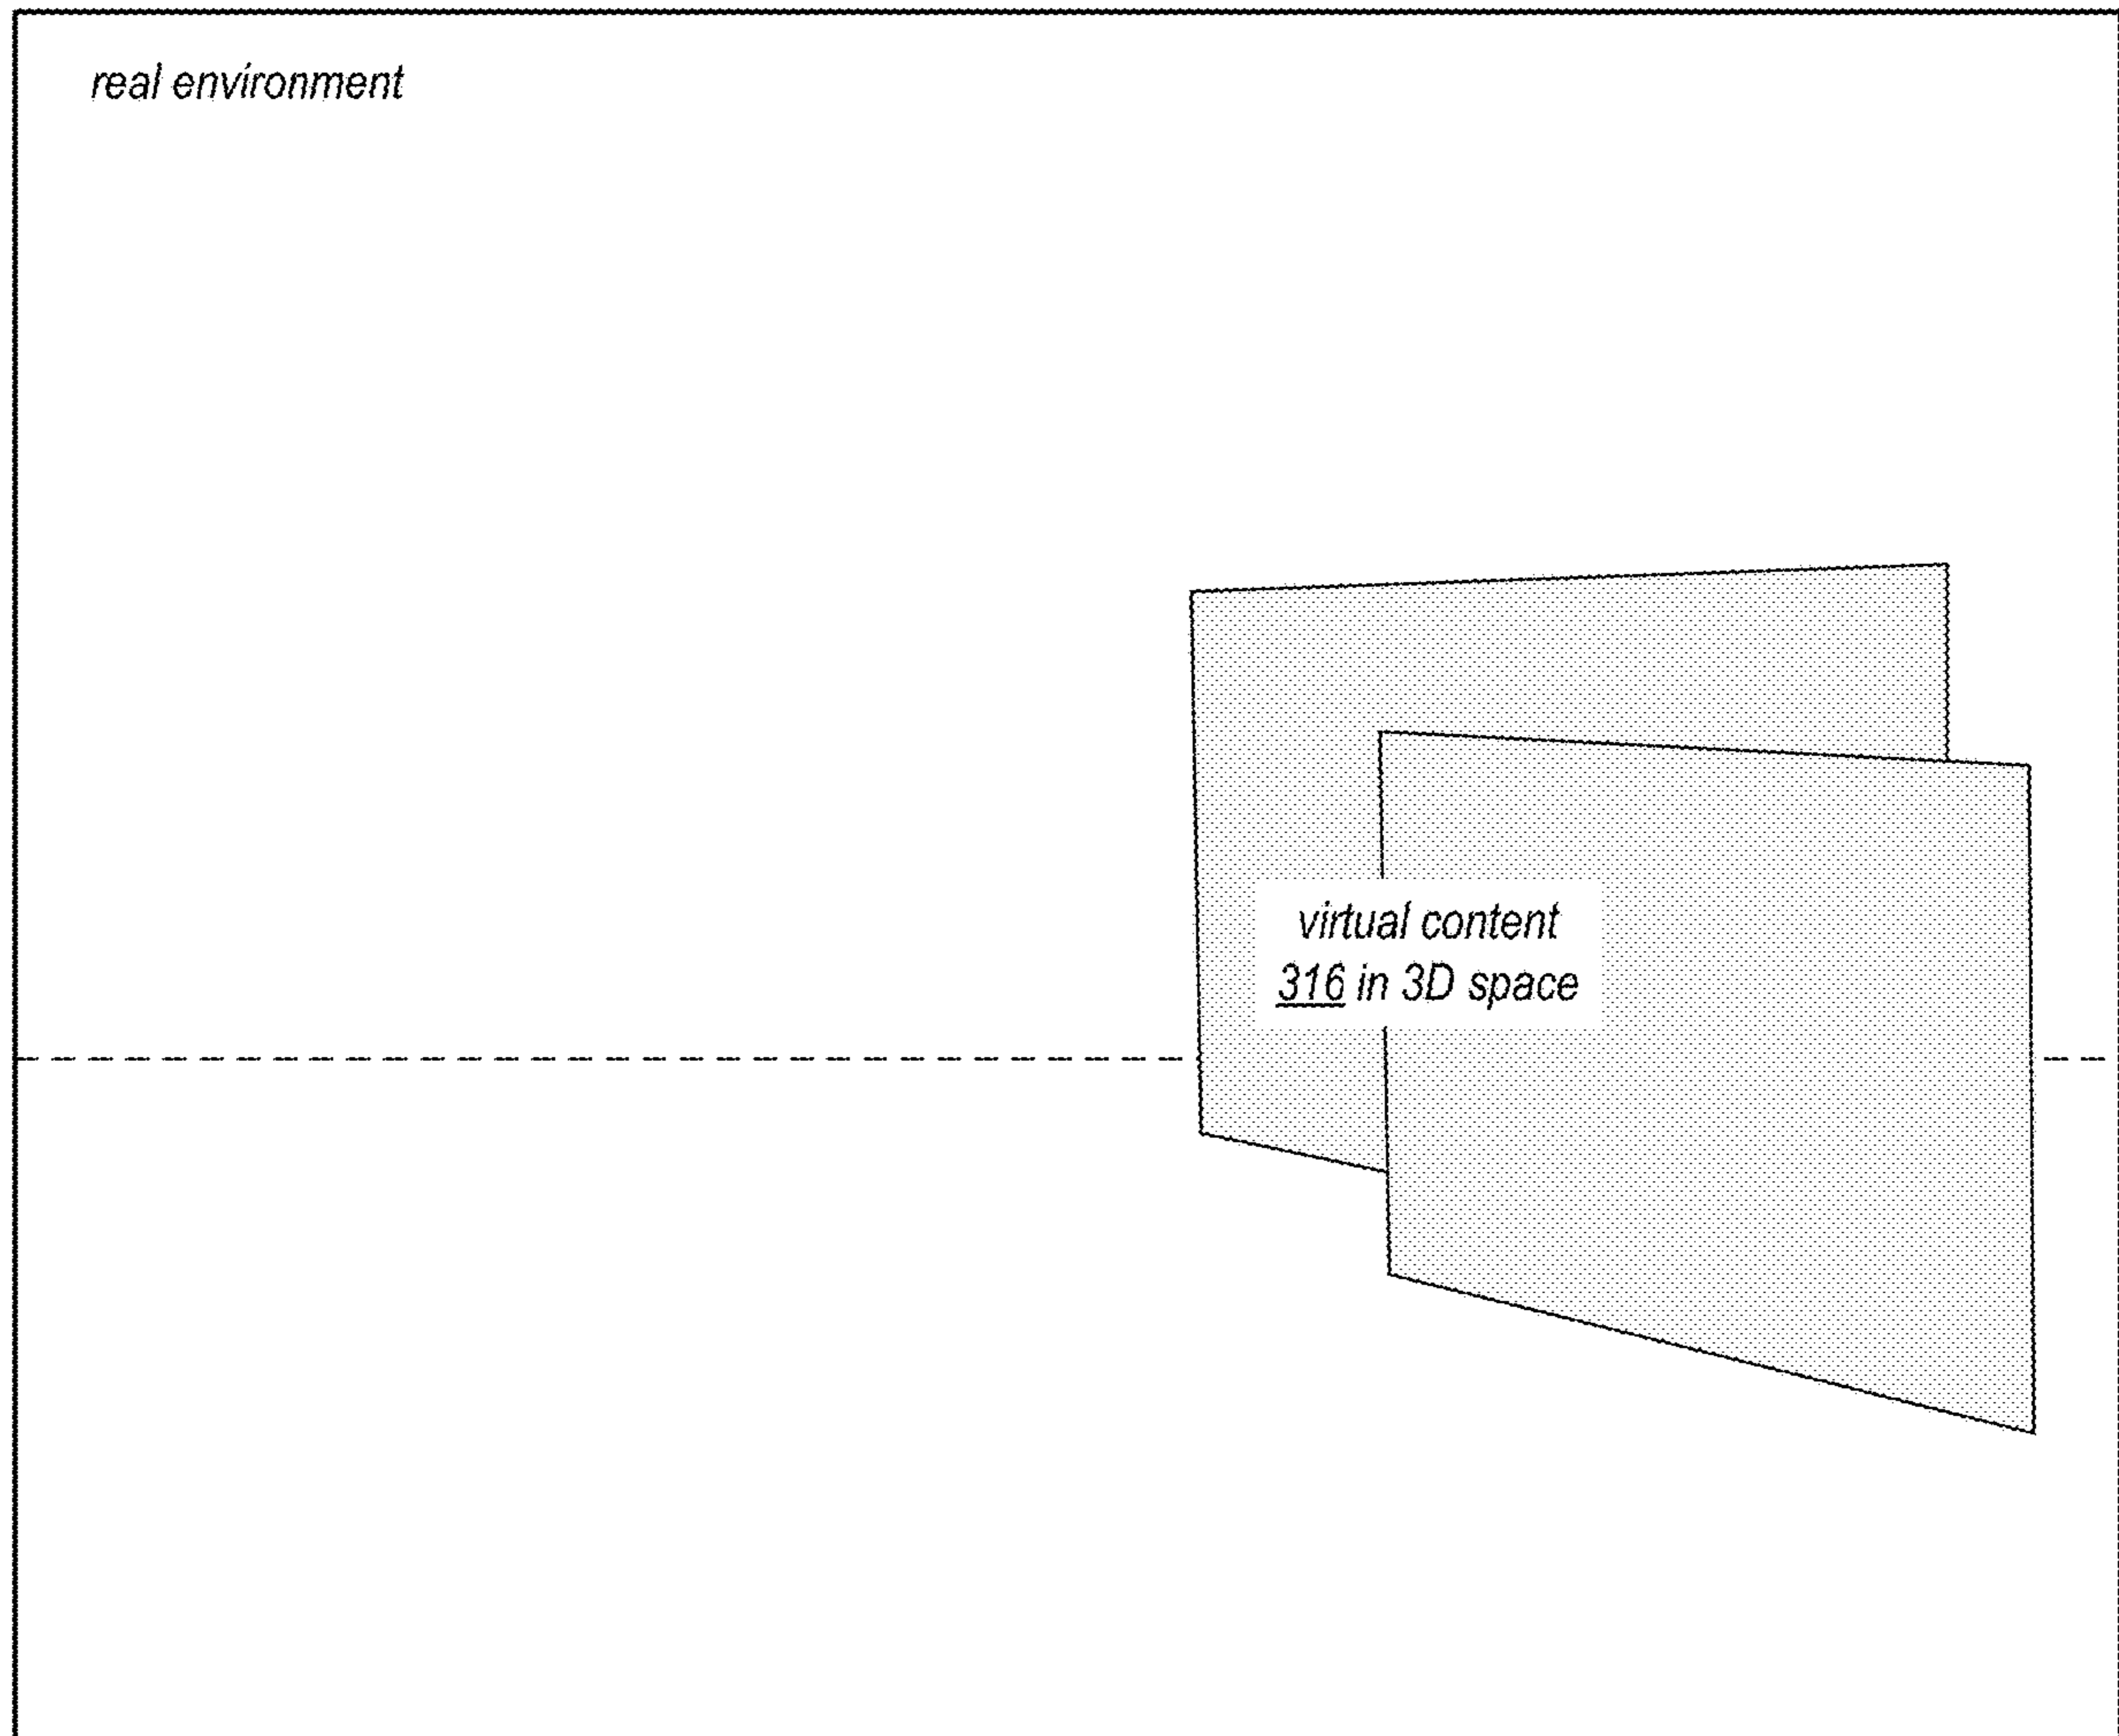 real environment
virtual content
316 in 3D space